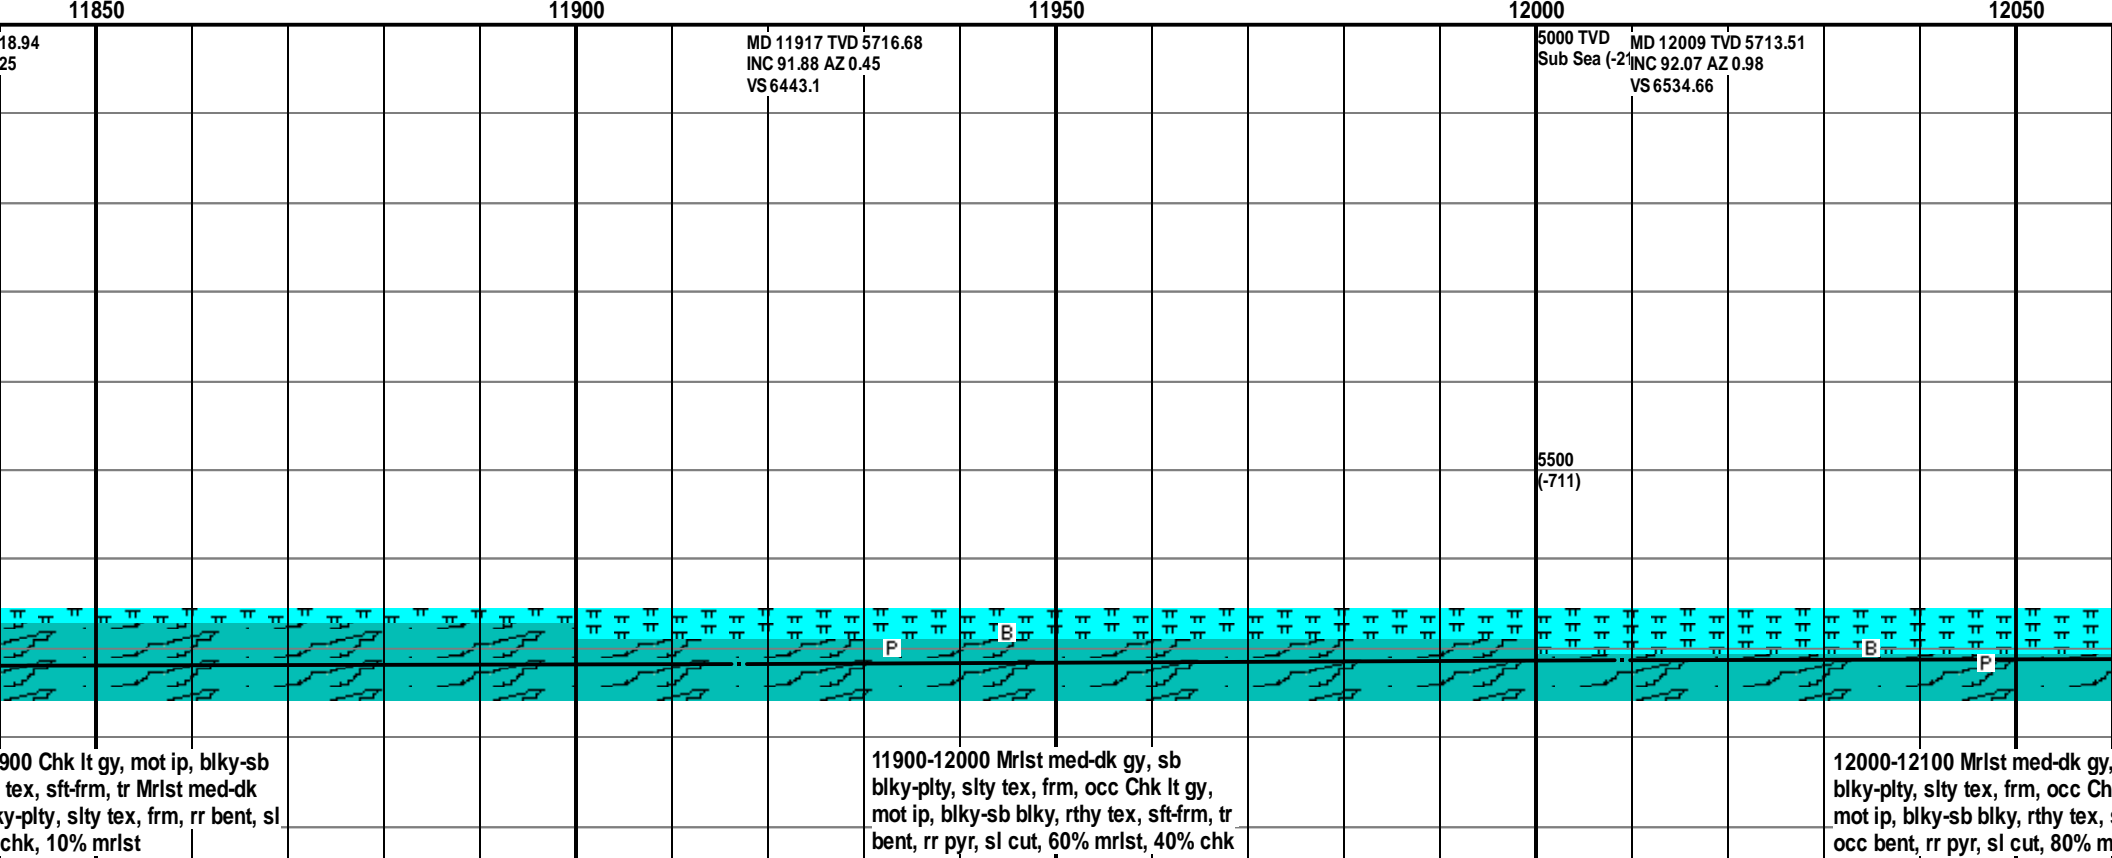 11850 11900 11950 12000 12050
18.94
25
MD 11917 TVD 5716.68
INC 91.88 AZ 0.45
VS 6443.1
5000 TVD
Sub Sea (-21
MD 12009 TVD 5713.51
INC 92.07 AZ 0.98
VS 6534.66
5500
(-711)
B
P
B
P
900 Chk lt gy, mot ip, blky-sb
tex, sft-frm, tr Mrlst med-dk
ky-plty, slty tex, frm, rr bent, sl
chk, 10% mrlst
11900-12000 Mrlst med-dk gy, sb
blky-plty, slty tex, frm, occ Chk lt gy,
mot ip, blky-sb blky, rthy tex, sft-frm, tr
bent, rr pyr, sl cut, 60% mrlst, 40% chk
12000-12100 Mrlst med-dk gy,
blky-plty, slty tex, frm, occ Ch
mot ip, blky-sb blky, rthy tex, s
occ bent, rr pyr, sl cut, 80% m